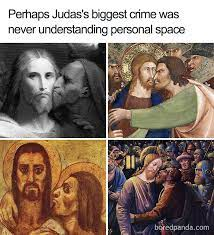 Perhaps Judas's biggest crime was
never understanding personal space
boredpanda.com